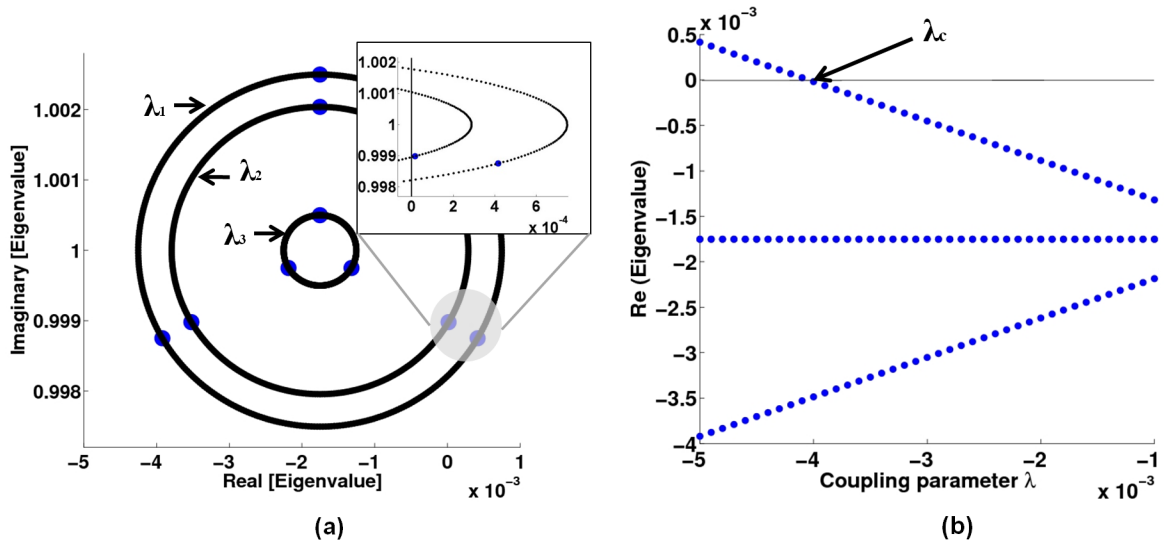 1.002
1.001
1
0.999
0.998
Imaginary [Eigenvalue]
λ1
λ2
λ3
1.002
1.001
1
0.999
0.998
0 2 4 6
x 10⁻⁴
−5 −4 −3 −2 −1 0 1
Real [Eigenvalue]
x 10⁻³
(a)
x 10⁻³
0.5
0
−0.5
−1
−1.5
−2
−2.5
−3
−3.5
−4
Re (Eigenvalue)
λc
−5 −4 −3 −2 −1
Coupling parameter λ
x 10⁻³
(b)